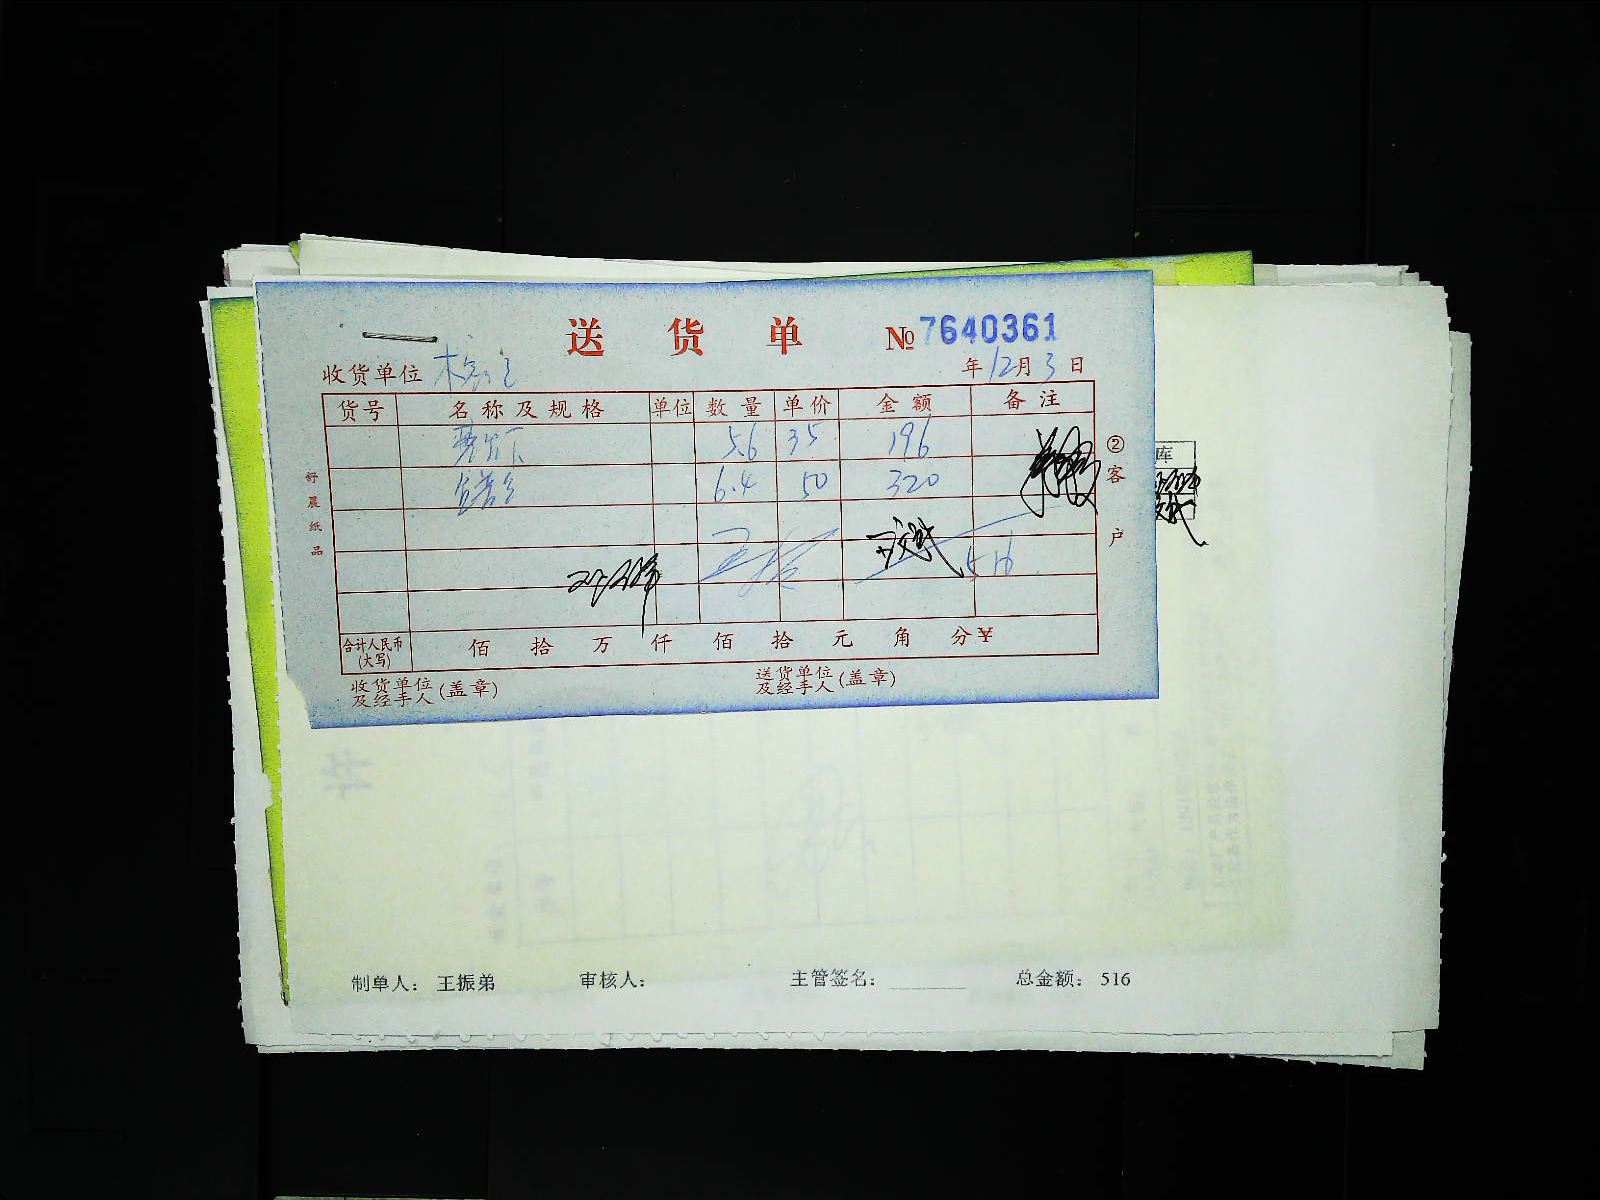 送货单 №7640361
收货单位 年12月3日
货号 名称及规格 单位 数量 单价 金额 备注
5.6 35 196
6.4 50 320
516
合计人民币(大写) 佰 拾 万 仟 佰 拾 元 角 分 ¥
收货单位及经手人(盖章) 送货单位及经手人(盖章)
②客户
舒晨纸品
库
制单人: 王振弟 审核人: 主管签名: ________ 总金额: 516